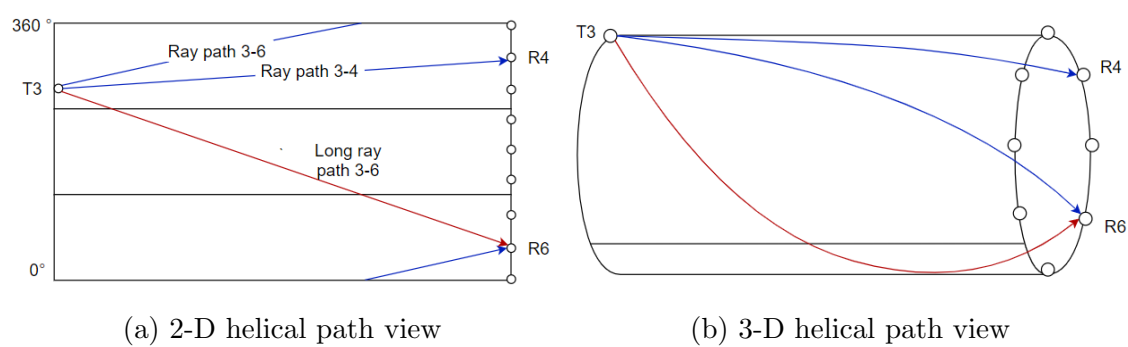 360 °
Ray path 3-6
Ray path 3-4
R4
T3
Long ray
path 3-6
R6
0°
T3
R4
R6
(a) 2-D helical path view
(b) 3-D helical path view